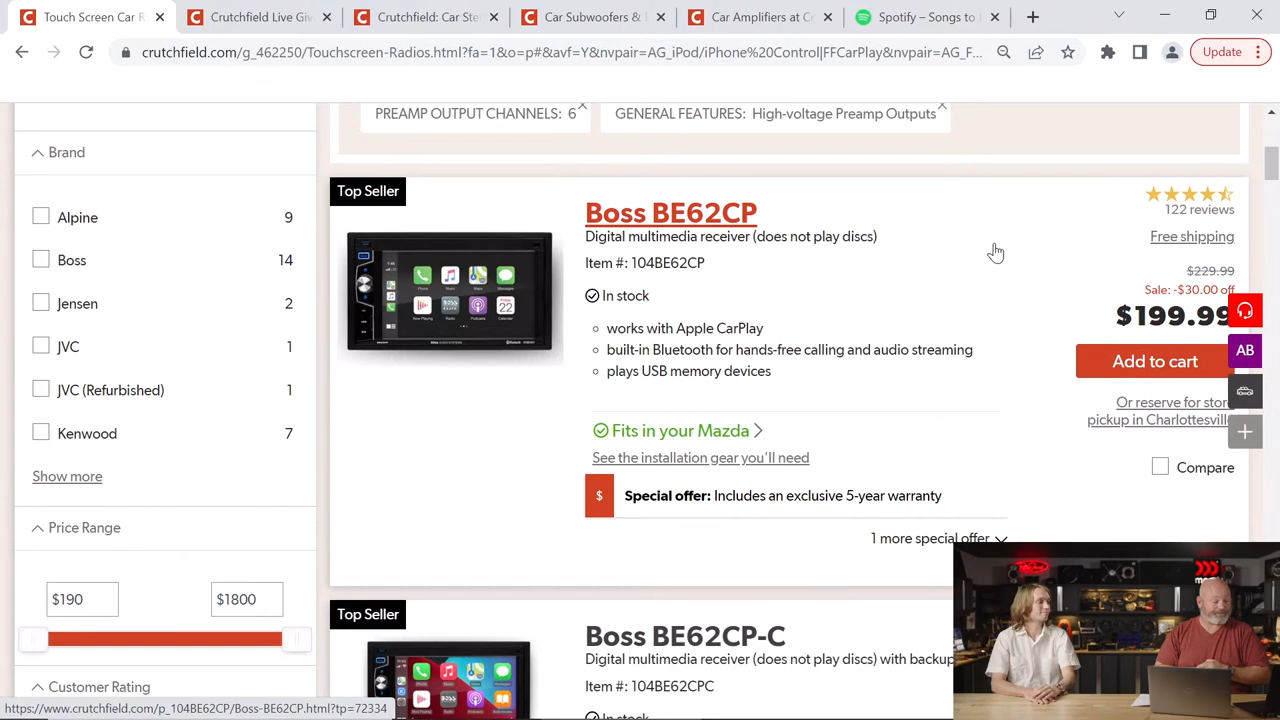 Touch Screen Car R
Crutchfield Live Giv
Crutchfield: Car Ste
Car Subwoofers &
Car Amplifiers at C
Spotify – Songs to
crutchfield.com/g_462250/Touchscreen-Radios.html?fa=1&o=p#&avf=Y&nvpair=AG_iPod/iPhone%20Control|FFCarPlay&nvpair=AG_F...
Update
PREAMP OUTPUT CHANNELS: 6
GENERAL FEATURES: High-voltage Preamp Outputs
Brand
Alpine 9
Boss 14
Jensen 2
JVC 1
JVC (Refurbished) 1
Kenwood 7
Show more
Price Range
$190
$1800
Customer Rating
Top Seller
Boss BE62CP
Digital multimedia receiver (does not play discs)
Item #: 104BE62CP
In stock
works with Apple CarPlay
built-in Bluetooth for hands-free calling and audio streaming
plays USB memory devices
Fits in your Mazda
See the installation gear you'll need
$ Special offer: Includes an exclusive 5-year warranty
1 more special offer
122 reviews
Free shipping
$229.99
Sale: -$30.00 off
$199.99
AB
Add to cart
Or reserve for store
pickup in Charlottesville
Compare
Top Seller
Boss BE62CP-C
Digital multimedia receiver (does not play discs) with backup
Item #: 104BE62CPC
In stock
https://www.crutchfield.com/p_104BE62CP/Boss-BE62CP.html?tp=72334